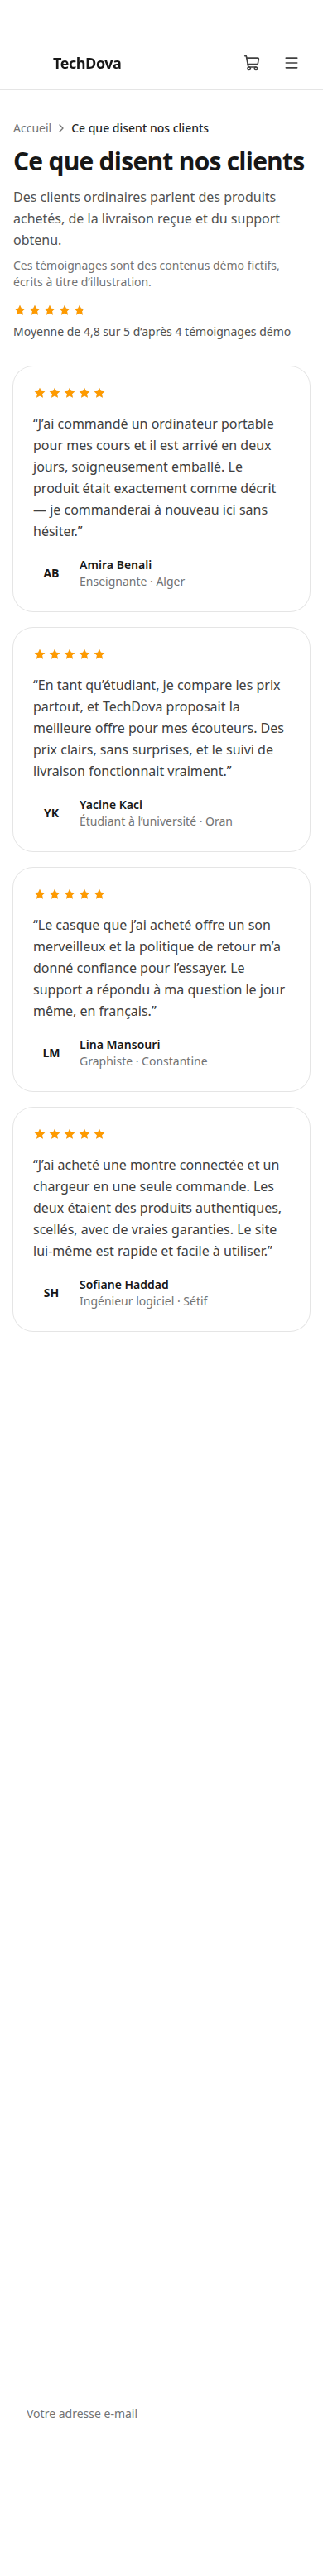 TechDova
Accueil > Ce que disent nos clients
Ce que disent nos clients
Des clients ordinaires parlent des produits
achetés, de la livraison reçue et du support
obtenu.
Ces témoignages sont des contenus démo fictifs,
écrits à titre d’illustration.
Moyenne de 4,8 sur 5 d’après 4 témoignages démo
“J’ai commandé un ordinateur portable
pour mes cours et il est arrivé en deux
jours, soigneusement emballé. Le
produit était exactement comme décrit
— je commanderai à nouveau ici sans
hésiter.”
AB
Amira Benali
Enseignante · Alger
“En tant qu’étudiant, je compare les prix
partout, et TechDova proposait la
meilleure offre pour mes écouteurs. Des
prix clairs, sans surprises, et le suivi de
livraison fonctionnait vraiment.”
YK
Yacine Kaci
Étudiant à l’université · Oran
“Le casque que j’ai acheté offre un son
merveilleux et la politique de retour m’a
donné confiance pour l’essayer. Le
support a répondu à ma question le jour
même, en français.”
LM
Lina Mansouri
Graphiste · Constantine
“J’ai acheté une montre connectée et un
chargeur en une seule commande. Les
deux étaient des produits authentiques,
scellés, avec de vraies garanties. Le site
lui-même est rapide et facile à utiliser.”
SH
Sofiane Haddad
Ingénieur logiciel · Sétif
Votre adresse e-mail